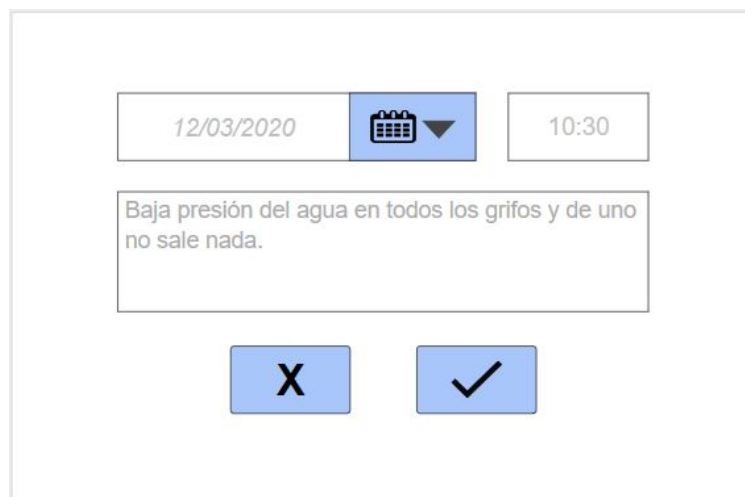 12/03/2020 10:30
Baja presión del agua en todos los grifos y de uno
no sale nada.
X